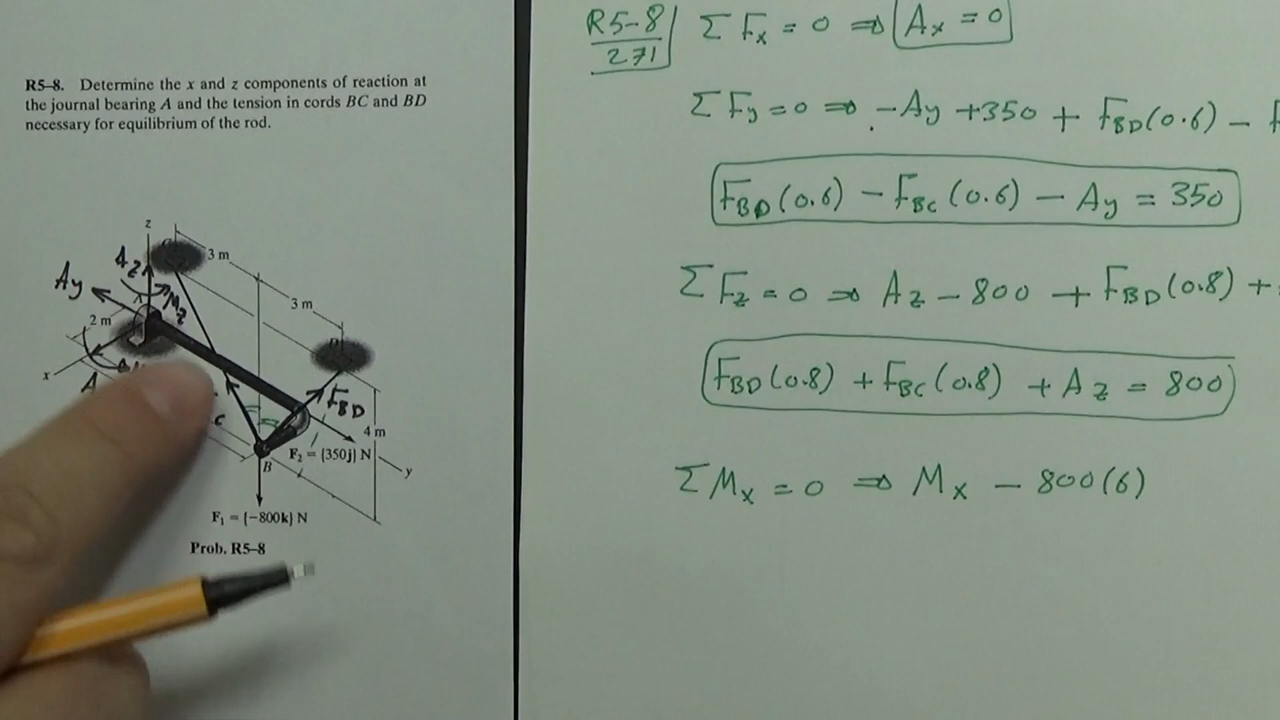 R5–8. Determine the x and z components of reaction at
the journal bearing A and the tension in cords BC and BD
necessary for equilibrium of the rod.
z
3 m
Az
Ay
Mz
3 m
2 m
x
A
FBD
C
4 m
F₂ = {350j} N
B
y
F₁ = {−800k} N
Prob. R5–8
R5-8
271
ΣFx = 0 ⇒ Ax = 0
ΣFy = 0 ⇒ -Ay +350 + FBD(0.6) -
FBD(0.6) - FBC(0.6) - Ay = 350
ΣFz = 0 ⇒ Az - 800 + FBD(0.8) +
FBD(0.8) + FBC(0.8) + Az = 800
ΣMx = 0 ⇒ Mx - 800(6)